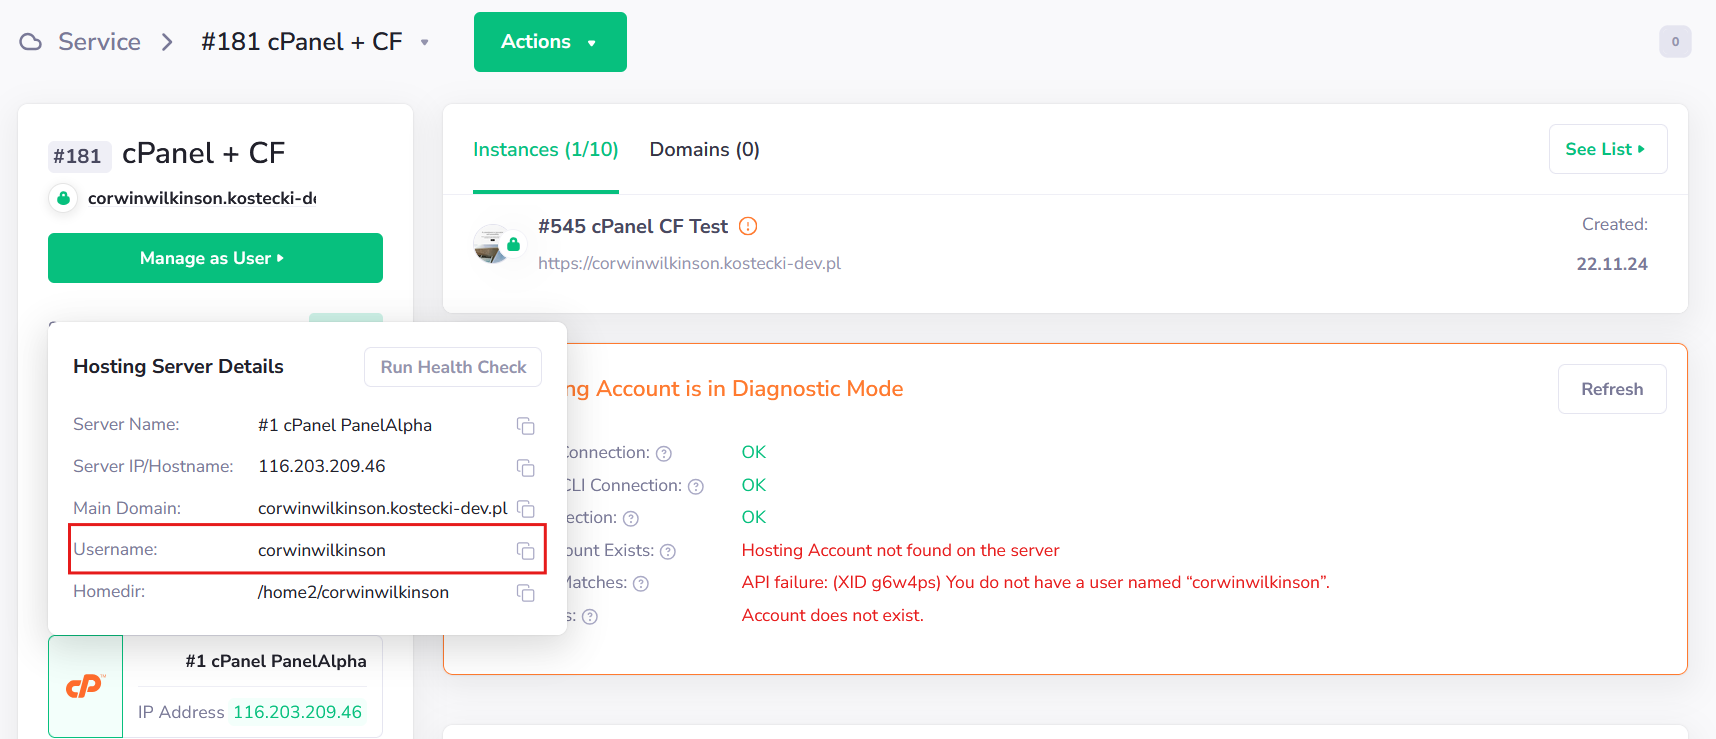 Service > #181 cPanel + CF
Actions
0
#181 cPanel + CF
corwinwilkinson.kostecki-de
Manage as User
Instances (1/10)
Domains (0)
See List
#545 cPanel CF Test
https://corwinwilkinson.kostecki-dev.pl
Created:
22.11.24
Hosting Server Details
Run Health Check
Server Name: #1 cPanel PanelAlpha
Server IP/Hostname: 116.203.209.46
Main Domain: corwinwilkinson.kostecki-dev.pl
Username: corwinwilkinson
Homedir: /home2/corwinwilkinson
ng Account is in Diagnostic Mode
Refresh
onnection: OK
CLI Connection: OK
ection: OK
ount Exists: Hosting Account not found on the server
Matches: API failure: (XID g6w4ps) You do not have a user named “corwinwilkinson”.
s: Account does not exist.
cP
#1 cPanel PanelAlpha
IP Address 116.203.209.46